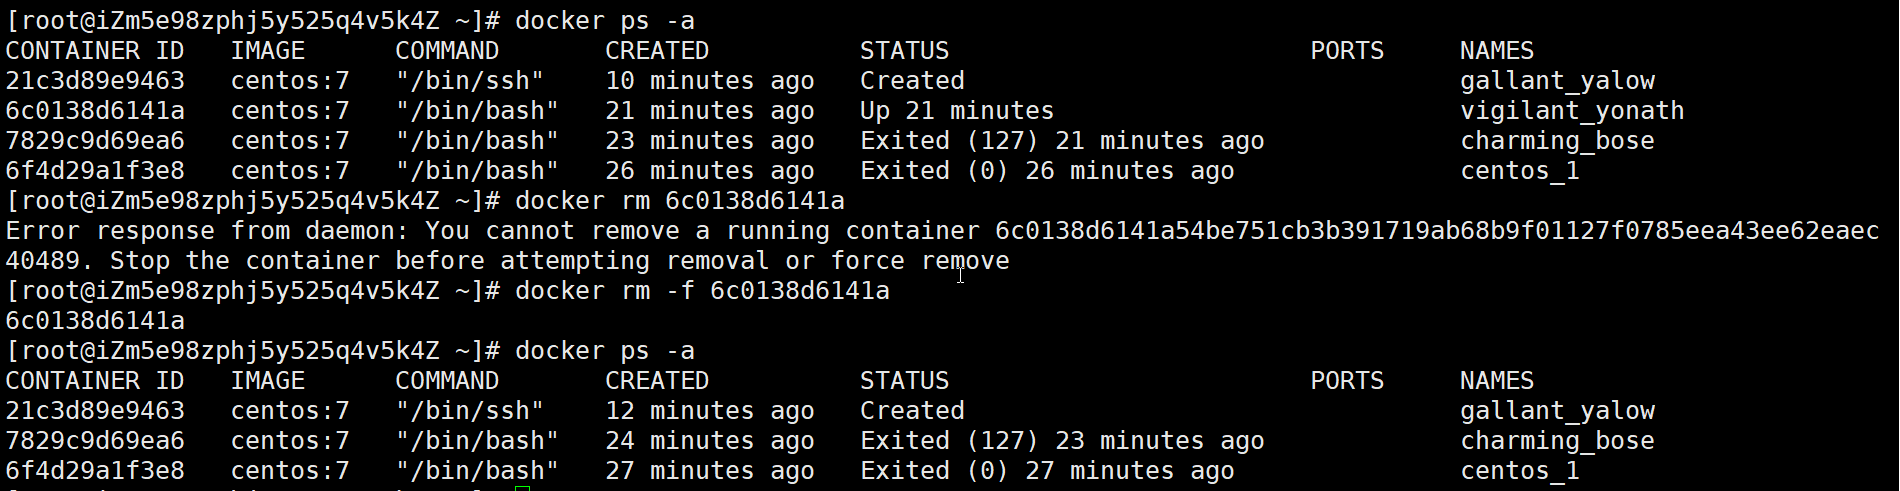 [root@iZm5e98zphj5y525q4v5k4Z ~]# docker ps -a
CONTAINER ID   IMAGE      COMMAND       CREATED          STATUS                        PORTS     NAMES
21c3d89e9463   centos:7   "/bin/ssh"    10 minutes ago   Created                                 gallant_yalow
6c0138d6141a   centos:7   "/bin/bash"   21 minutes ago   Up 21 minutes                           vigilant_yonath
7829c9d69ea6   centos:7   "/bin/bash"   23 minutes ago   Exited (127) 21 minutes ago             charming_bose
6f4d29a1f3e8   centos:7   "/bin/bash"   26 minutes ago   Exited (0) 26 minutes ago               centos_1
[root@iZm5e98zphj5y525q4v5k4Z ~]# docker rm 6c0138d6141a
Error response from daemon: You cannot remove a running container 6c0138d6141a54be751cb3b391719ab68b9f01127f0785eea43ee62eaec
40489. Stop the container before attempting removal or force remove
[root@iZm5e98zphj5y525q4v5k4Z ~]# docker rm -f 6c0138d6141a
6c0138d6141a
[root@iZm5e98zphj5y525q4v5k4Z ~]# docker ps -a
CONTAINER ID   IMAGE      COMMAND       CREATED          STATUS                        PORTS     NAMES
21c3d89e9463   centos:7   "/bin/ssh"    12 minutes ago   Created                                 gallant_yalow
7829c9d69ea6   centos:7   "/bin/bash"   24 minutes ago   Exited (127) 23 minutes ago             charming_bose
6f4d29a1f3e8   centos:7   "/bin/bash"   27 minutes ago   Exited (0) 27 minutes ago               centos_1